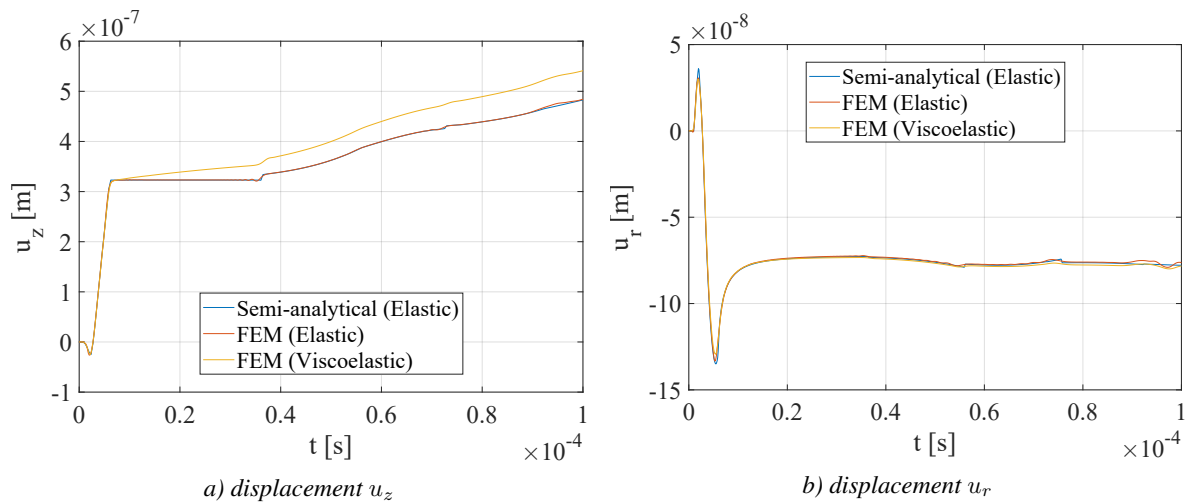 ×10⁻⁷
6
5
4
3
2
1
0
-1
u_z [m]
Semi-analytical (Elastic)
FEM (Elastic)
FEM (Viscoelastic)
0
0.2
0.4
0.6
0.8
1
t [s]
×10⁻⁴
a) displacement u_z
×10⁻⁸
5
0
-5
-10
-15
u_r [m]
Semi-analytical (Elastic)
FEM (Elastic)
FEM (Viscoelastic)
0
0.2
0.4
0.6
0.8
1
t [s]
×10⁻⁴
b) displacement u_r